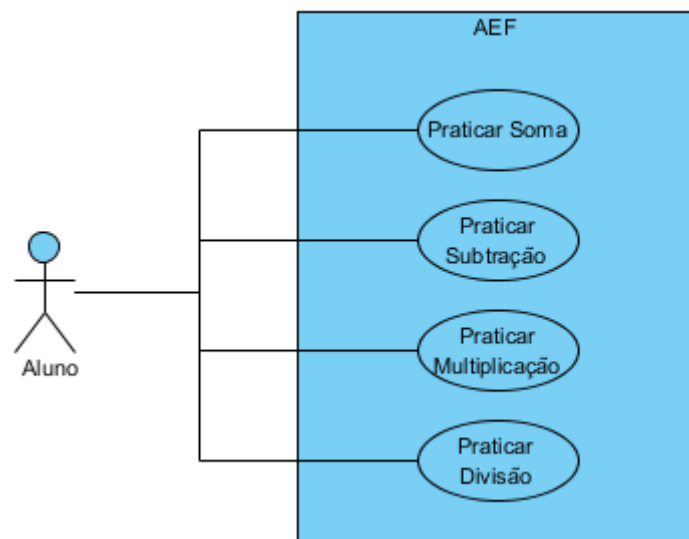 AEF
Praticar Soma
Praticar
Subtração
Praticar
Multiplicação
Praticar
Divisão
Aluno